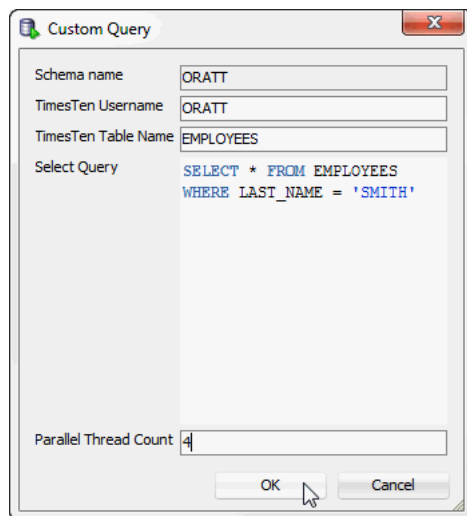 Custom Query
Schema name ORATT
TimesTen Username ORATT
TimesTen Table Name EMPLOYEES
Select Query SELECT * FROM EMPLOYEES
WHERE LAST_NAME = 'SMITH'
Parallel Thread Count 4
OK Cancel